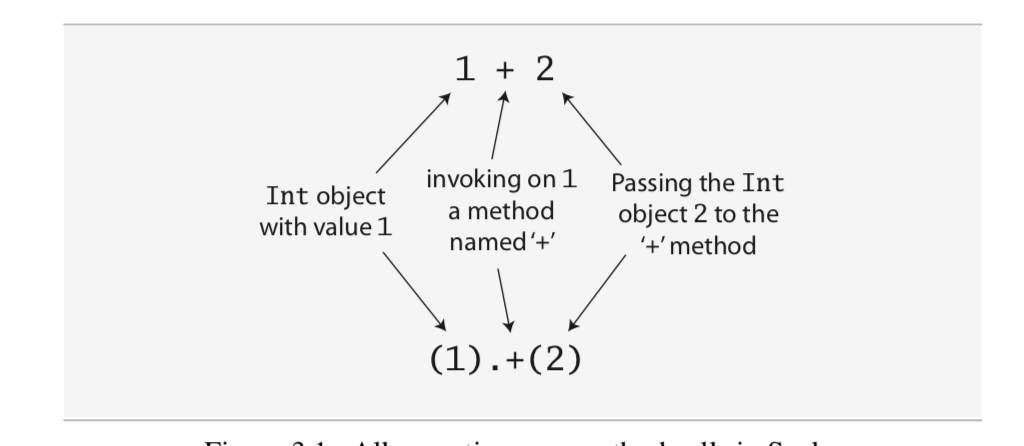 1 + 2
Int object
with value 1
invoking on 1
a method
named ‘+’
Passing the Int
object 2 to the
‘+’ method
(1).+(2)